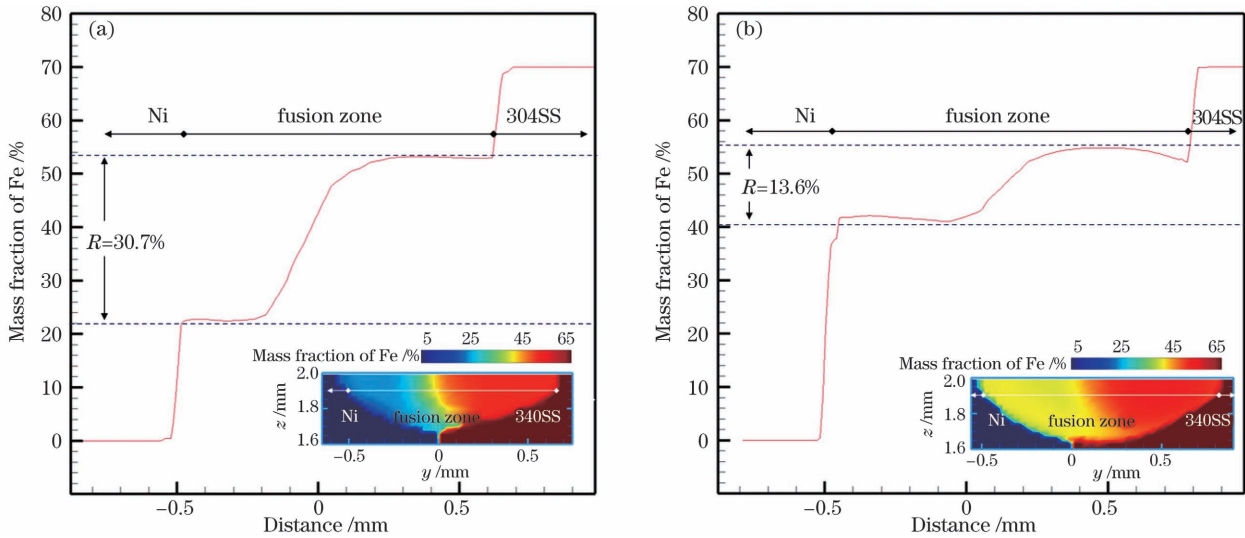 (a)
80
70
60
50
40
30
20
10
0
Mass fraction of Fe /%
Ni
fusion zone
304SS
R=30.7%
5 25 45 65
Mass fraction of Fe /%
2.0
1.8
1.6
z /mm
Ni
fusion zone
340SS
−0.5 0 0.5
y /mm
−0.5 0 0.5
Distance /mm
(b)
80
70
60
50
40
30
20
10
0
Mass fraction of Fe /%
Ni
fusion zone
304SS
R=13.6%
5 25 45 65
Mass fraction of Fe /%
2.0
1.8
1.6
z /mm
Ni
fusion zone
340SS
−0.5 0 0.5
y /mm
−0.5 0 0.5
Distance /mm